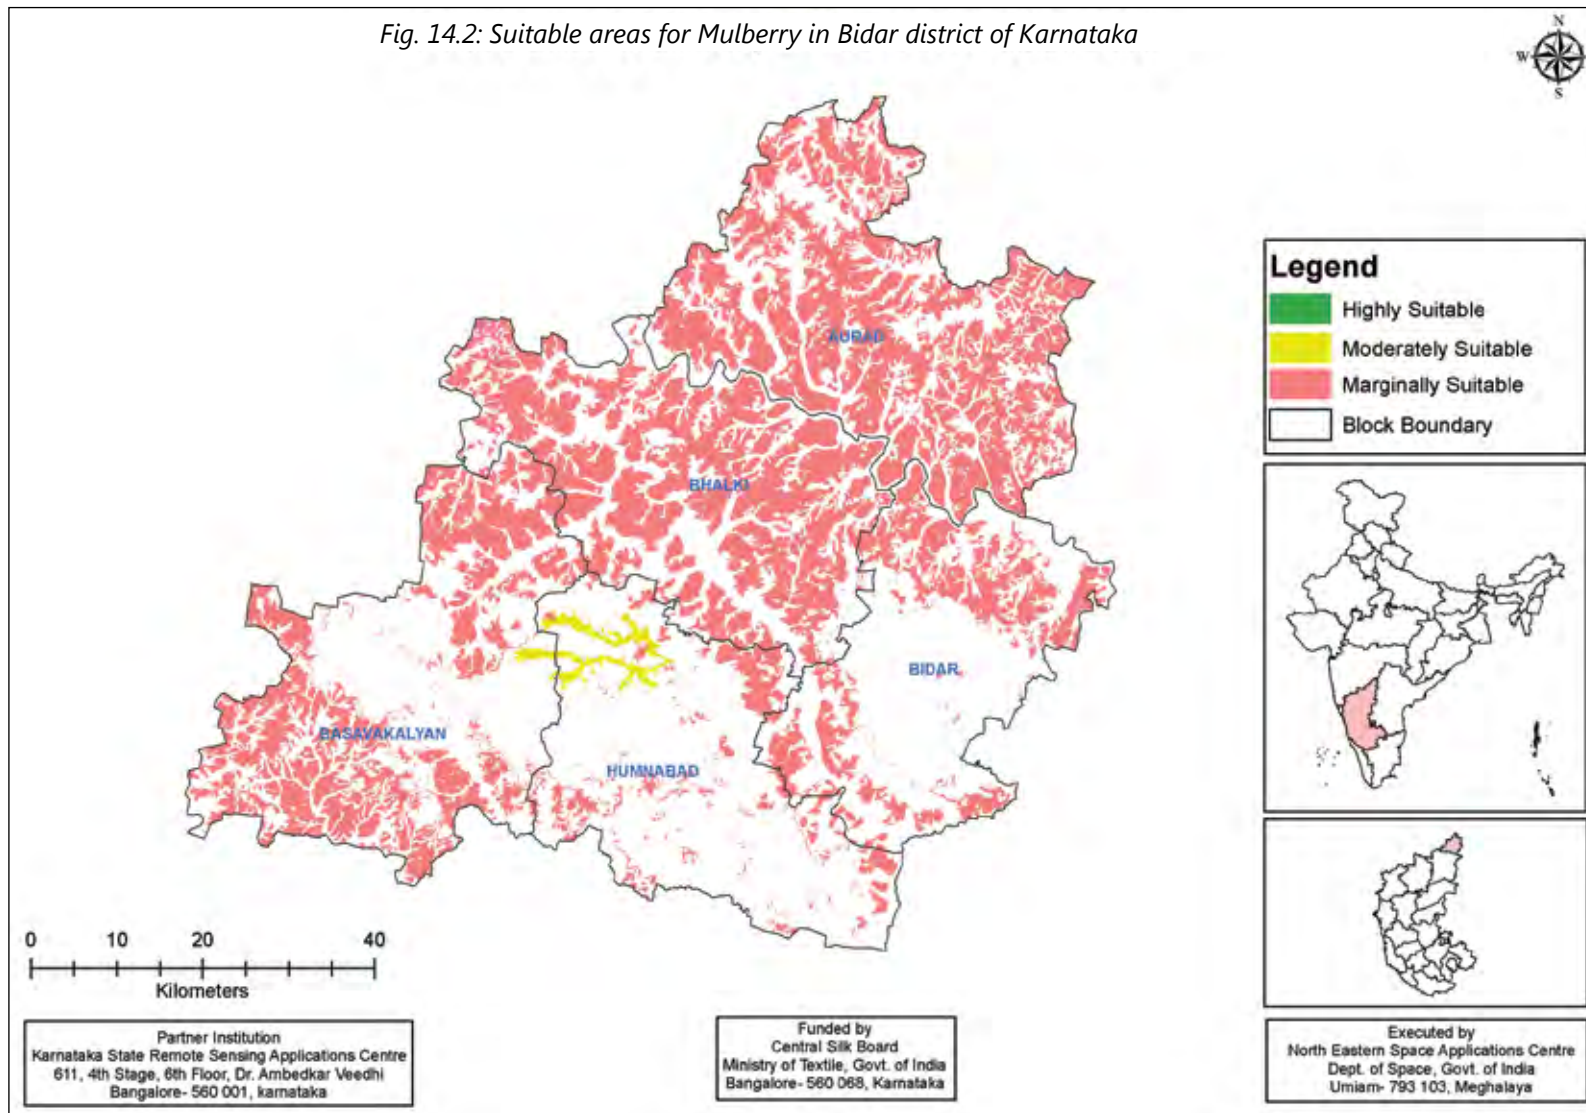 Fig. 14.2: Suitable areas for Mulberry in Bidar district of Karnataka
N
W
S
Legend
Highly Suitable
Moderately Suitable
Marginally Suitable
Block Boundary
AURAD
BHALKI
BIDAR
BASAVAKALYAN
HUMNABAD
0 10 20 40
Kilometers
Partner Institution
Karnataka State Remote Sensing Applications Centre
611, 4th Stage, 6th Floor, Dr. Ambedkar Veedhi
Bangalore- 560 001, karnataka
Funded by
Central Silk Board
Ministry of Textile, Govt. of India
Bangalore- 560 068, Karnataka
Executed by
North Eastern Space Applications Centre
Dept. of Space, Govt. of India
Umiam- 793 103, Meghalaya